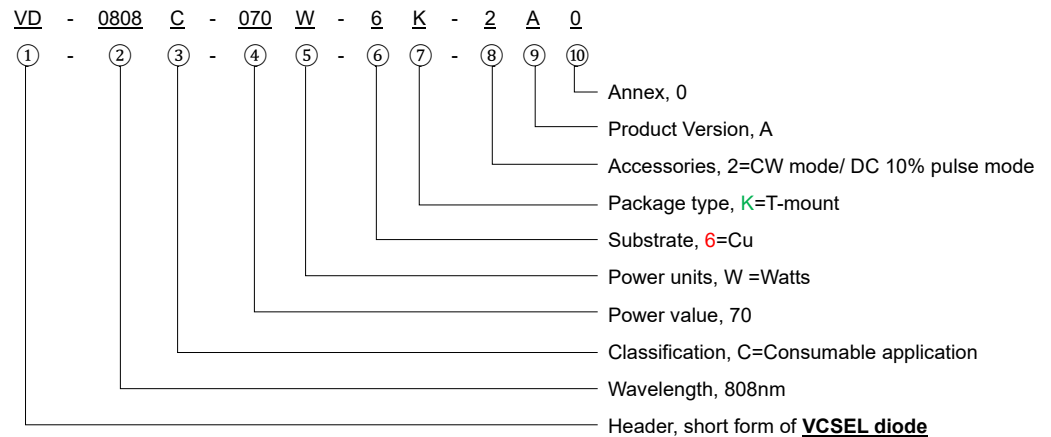 VD - 0808 C - 070 W - 6 K - 2 A 0
① - ② ③ - ④ ⑤ - ⑥ ⑦ - ⑧ ⑨ ⑩
Annex, 0
Product Version, A
Accessories, 2=CW mode/ DC 10% pulse mode
Package type, K=T-mount
Substrate, 6=Cu
Power units, W =Watts
Power value, 70
Classification, C=Consumable application
Wavelength, 808nm
Header, short form of VCSEL diode